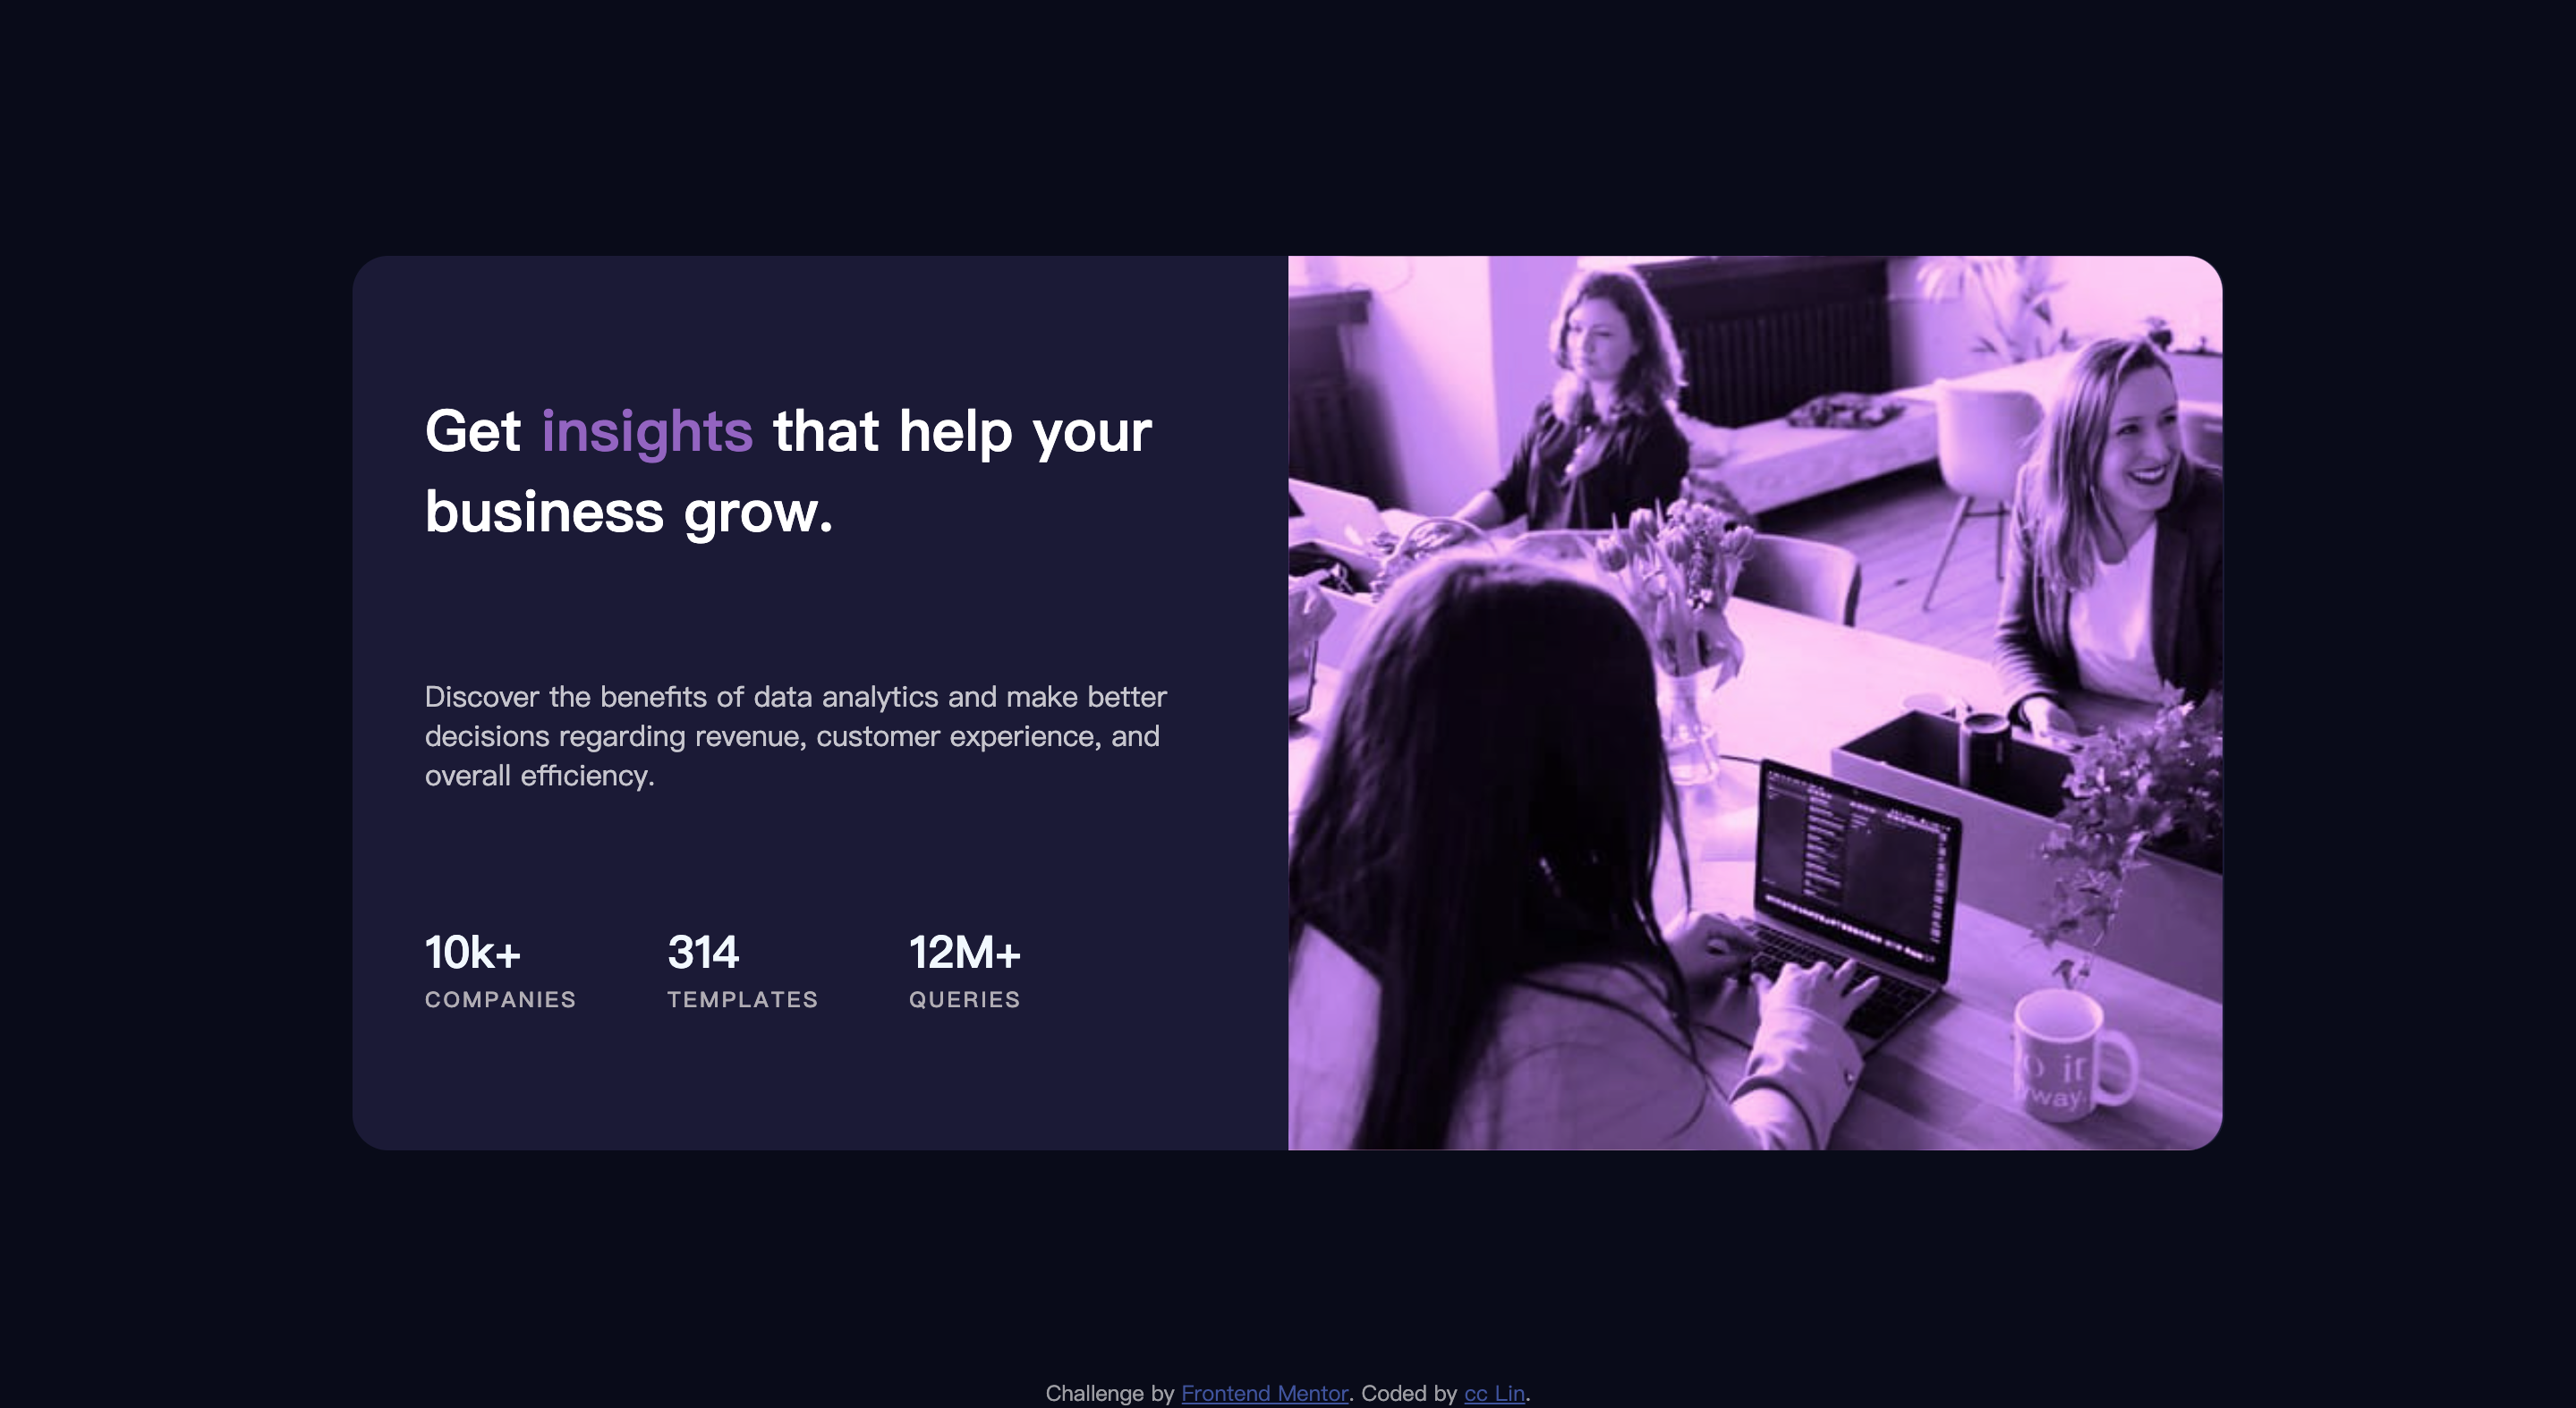 Get insights that help your
business grow.
Discover the benefits of data analytics and make better
decisions regarding revenue, customer experience, and
overall efficiency.
10k+ 314 12M+
COMPANIES TEMPLATES QUERIES
Challenge by Frontend Mentor. Coded by cc Lin.